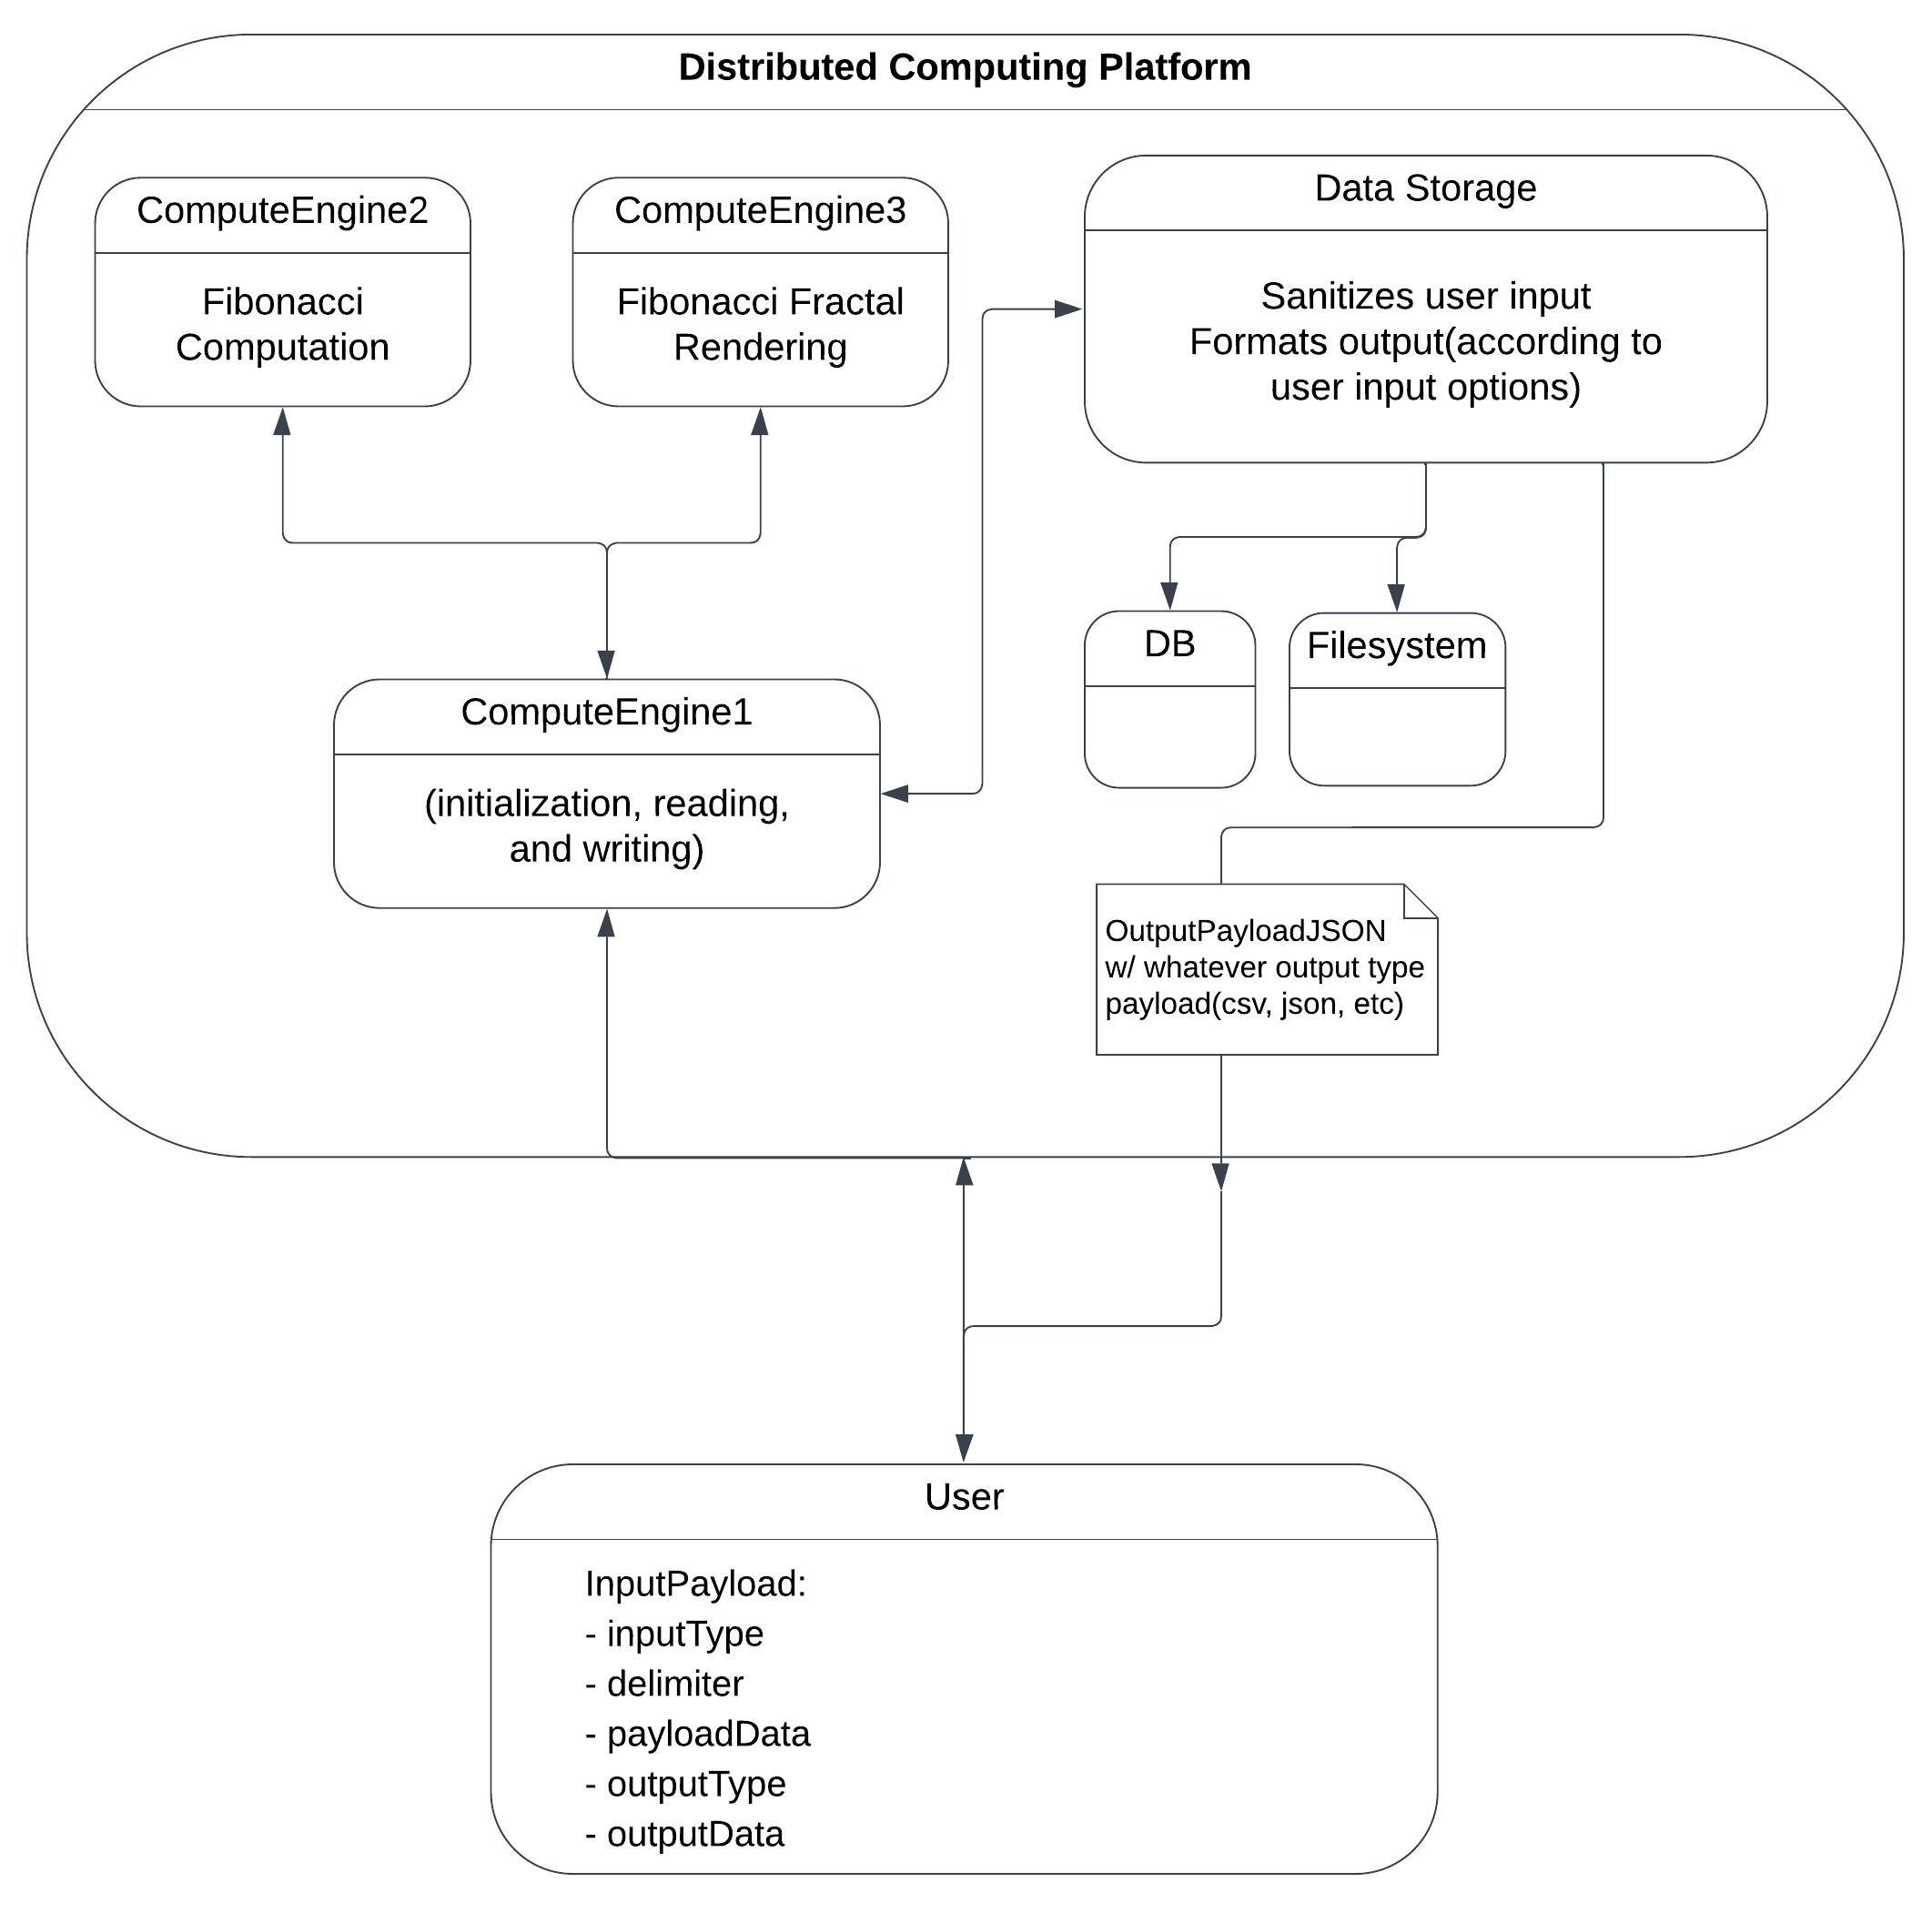 Distributed Computing Platform
ComputeEngine2
Fibonacci
Computation
ComputeEngine3
Fibonacci Fractal
Rendering
Data Storage
Sanitizes user input
Formats output(according to
user input options)
DB
Filesystem
ComputeEngine1
(initialization, reading,
and writing)
OutputPayloadJSON
w/ whatever output type
payload(csv, json, etc)
User
InputPayload:
- inputType
- delimiter
- payloadData
- outputType
- outputData